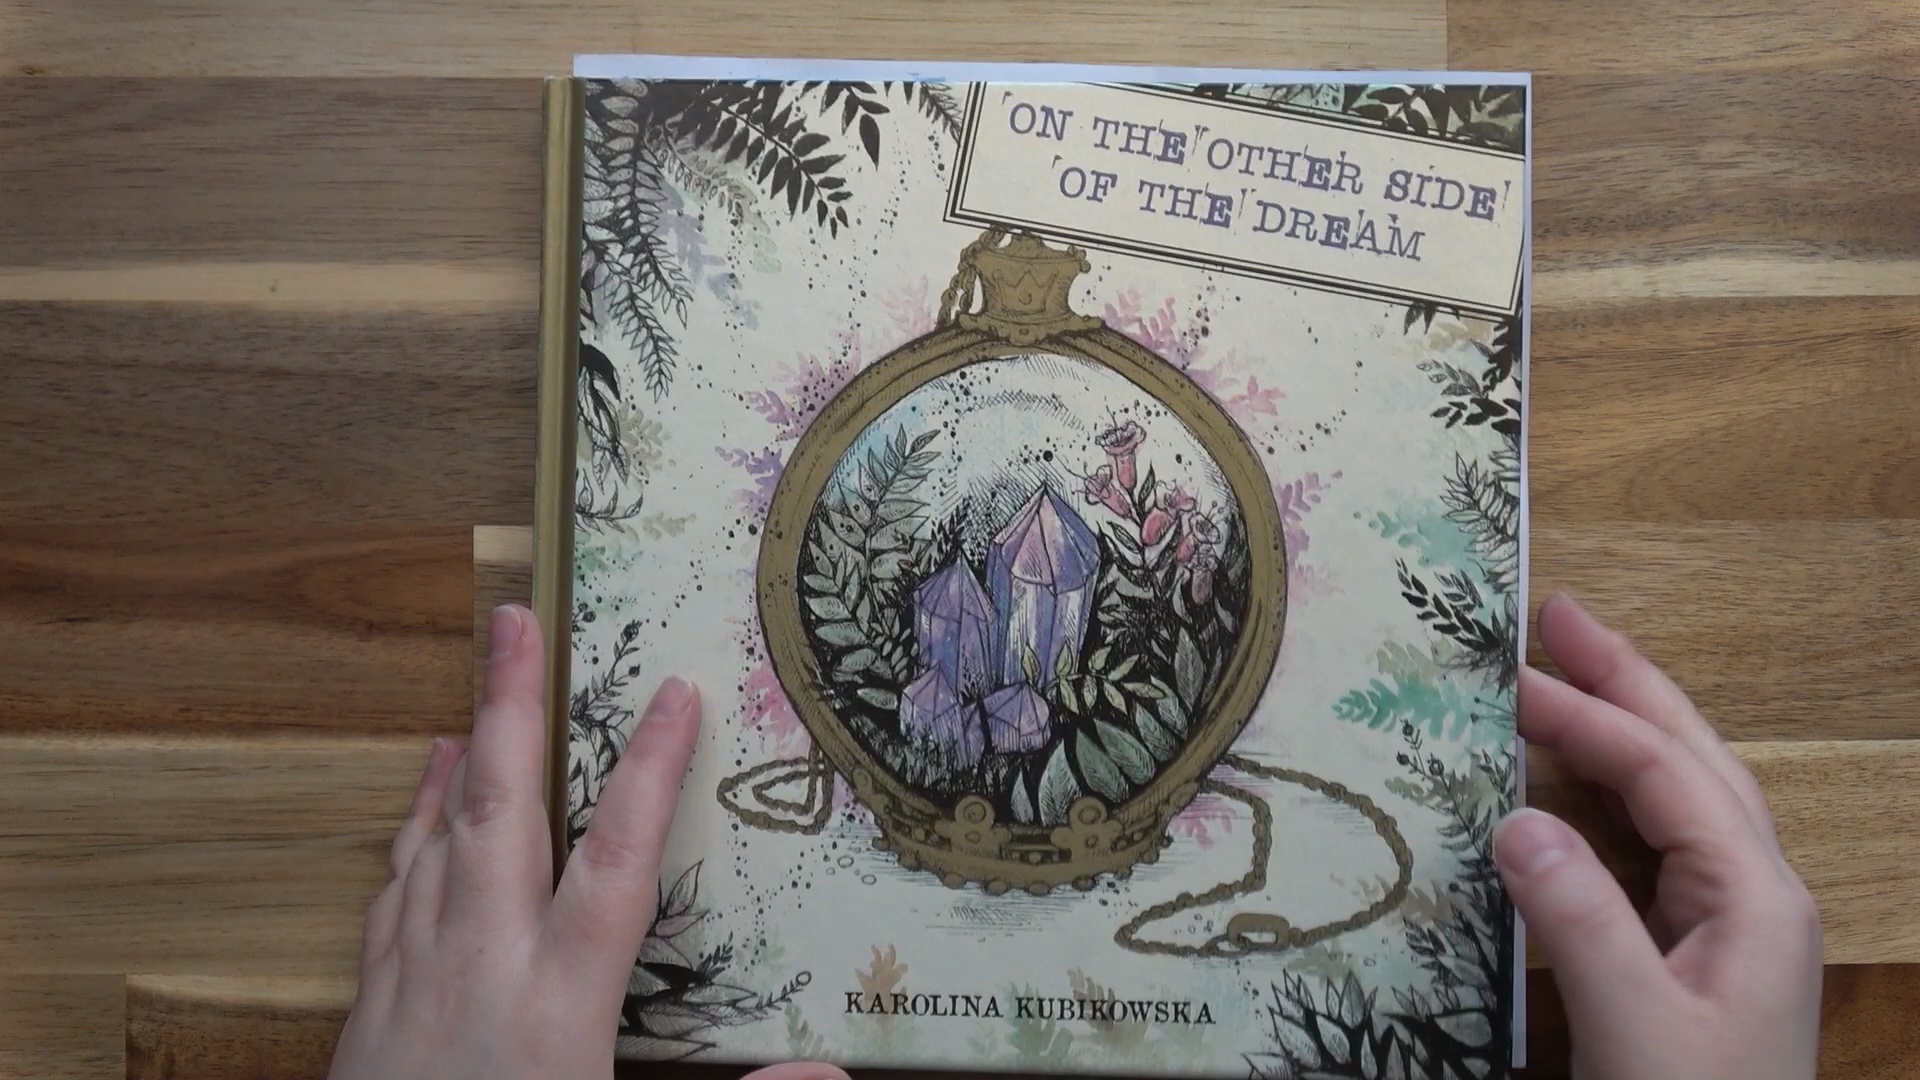 ON THE OTHER SIDE
OF THE DREAM
KAROLINA KUBIKOWSKA